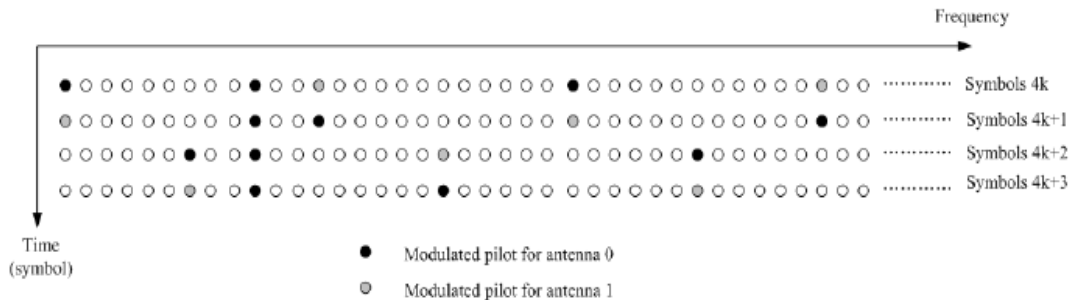 Frequency
Symbols 4k
Symbols 4k+1
Symbols 4k+2
Symbols 4k+3
Time
(symbol)
Modulated pilot for antenna 0
Modulated pilot for antenna 1